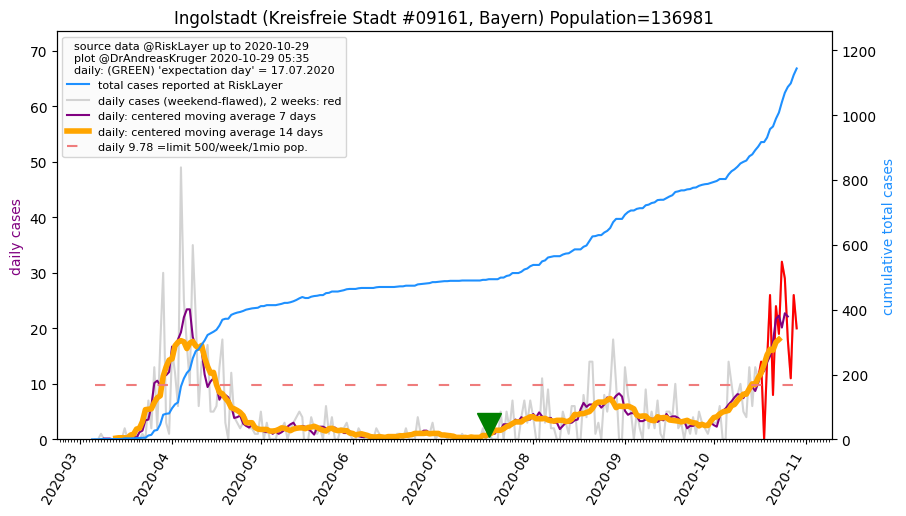 Ingolstadt (Kreisfreie Stadt #09161, Bayern) Population=136981
source data @RiskLayer up to 2020-10-29
plot @DrAndreasKruger 2020-10-29 05:35
daily: (GREEN) 'expectation day' = 17.07.2020
total cases reported at RiskLayer
daily cases (weekend-flawed), 2 weeks: red
daily: centered moving average 7 days
daily: centered moving average 14 days
daily 9.78 =limit 500/week/1mio pop.
daily cases
70
60
50
40
30
20
10
0
cumulative total cases
1200
1000
800
600
400
200
0
2020-03
2020-04
2020-05
2020-06
2020-07
2020-08
2020-09
2020-10
2020-11